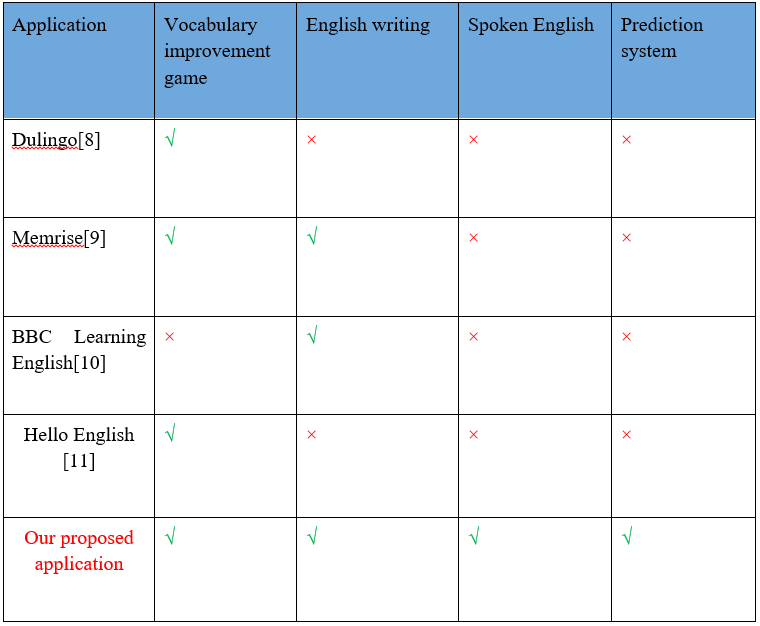 Application Vocabulary improvement game English writing Spoken English Prediction system
Dulingo[8] √ × × ×
Memrise[9] √ √ × ×
BBC Learning English[10] × √ × ×
Hello English [11] √ × × ×
Our proposed application √ √ √ √